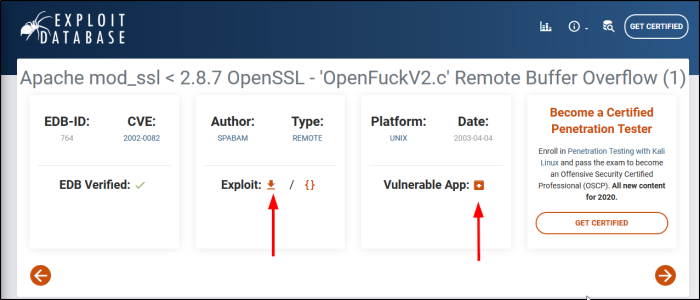 EXPLOIT
DATABASE
GET CERTIFIED
Apache mod_ssl < 2.8.7 OpenSSL - 'OpenFuckV2.c' Remote Buffer Overflow (1)
EDB-ID:
764
CVE:
2002-0082
EDB Verified:
Author:
SPABAM
Type:
REMOTE
Exploit: / {}
Platform:
UNIX
Date:
2003-04-04
Vulnerable App:
Become a Certified
Penetration Tester
Enroll in Penetration Testing with Kali
Linux and pass the exam to become
an Offensive Security Certified
Professional (OSCP). All new content
for 2020.
GET CERTIFIED